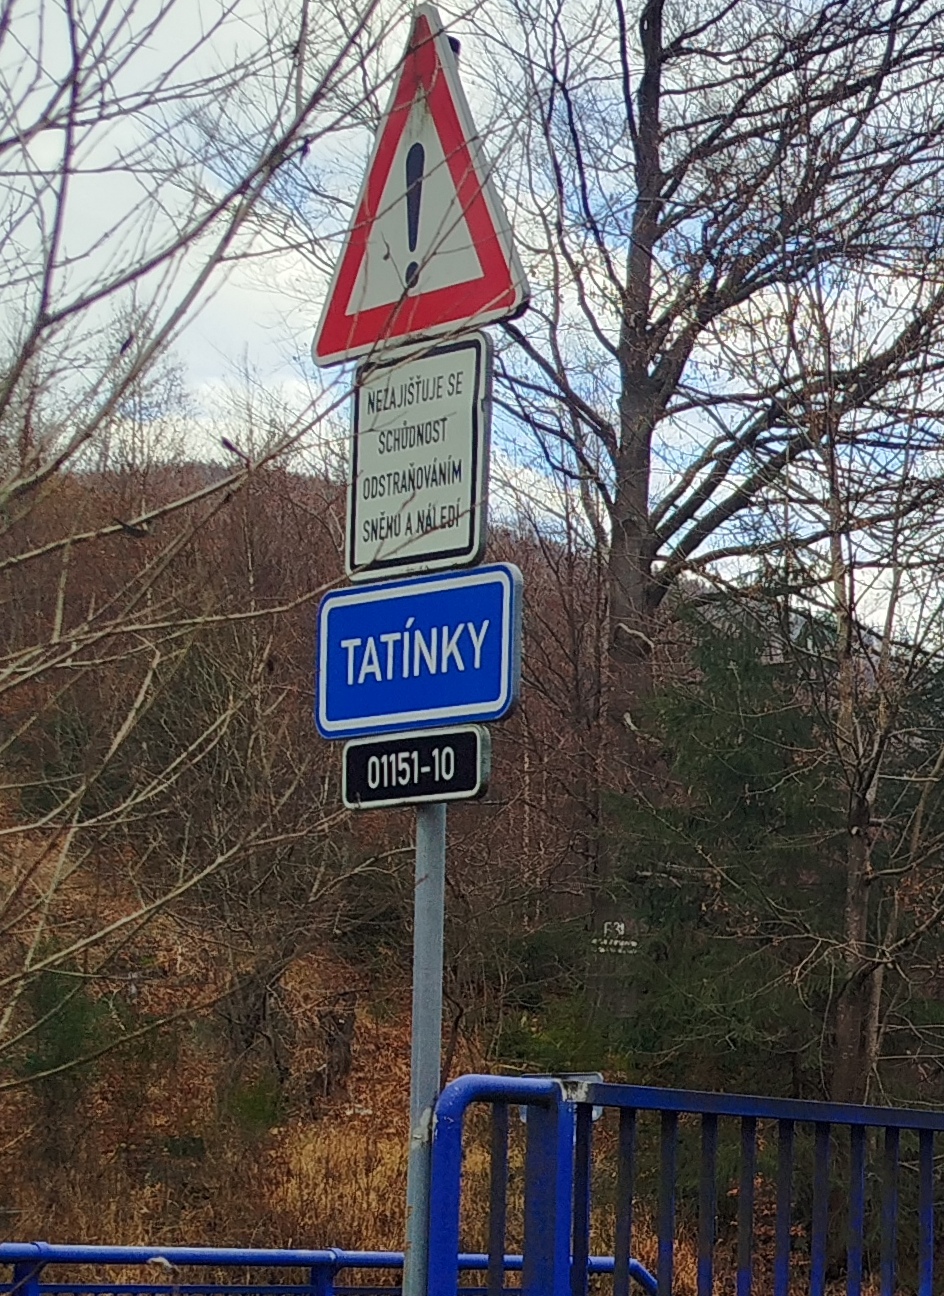 NEZAJIŠŤUJE SE
SCHŮDNOST
ODSTRAŇOVÁNÍM
SNĚHU A NÁLEDÍ
TATÍNKY
01151-10